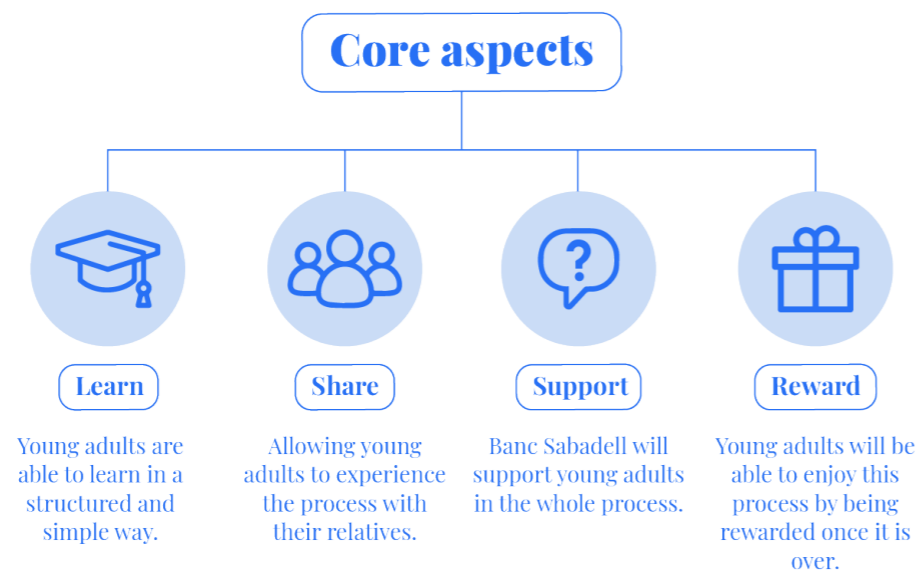 Core aspects
Learn
Young adults are
able to learn in a
structured and
simple way.
Share
Allowing young
adults to experience
the process with
their relatives.
?
Support
Banc Sabadell will
support young adults
in the whole process.
Reward
Young adults will be
able to enjoy this
process by being
rewarded once it is
over.